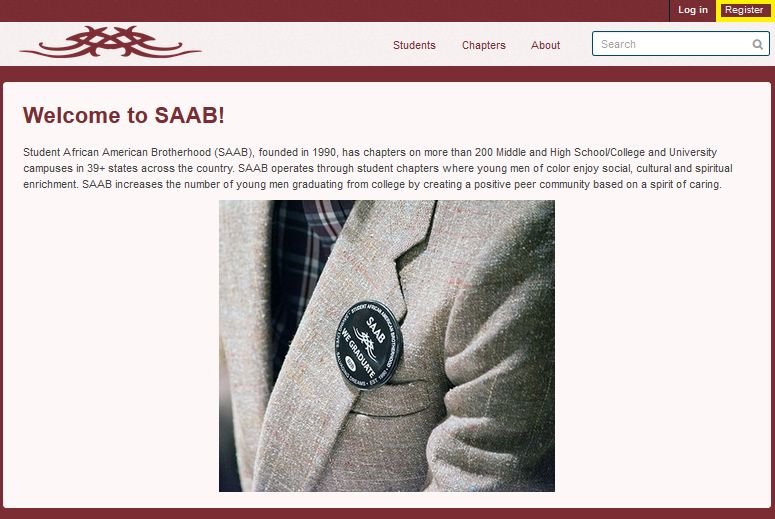 Log in
Register
Students
Chapters
About
Search
Welcome to SAAB!
Student African American Brotherhood (SAAB), founded in 1990, has chapters on more than 200 Middle and High School/College and University
campuses in 39+ states across the country. SAAB operates through student chapters where young men of color enjoy social, cultural and spiritual
enrichment. SAAB increases the number of young men graduating from college by creating a positive peer community based on a spirit of caring.
STUDENT AFRICAN AMERICAN BROTHERHOOD
SAAB
WE GRADUATE
EST. 1990